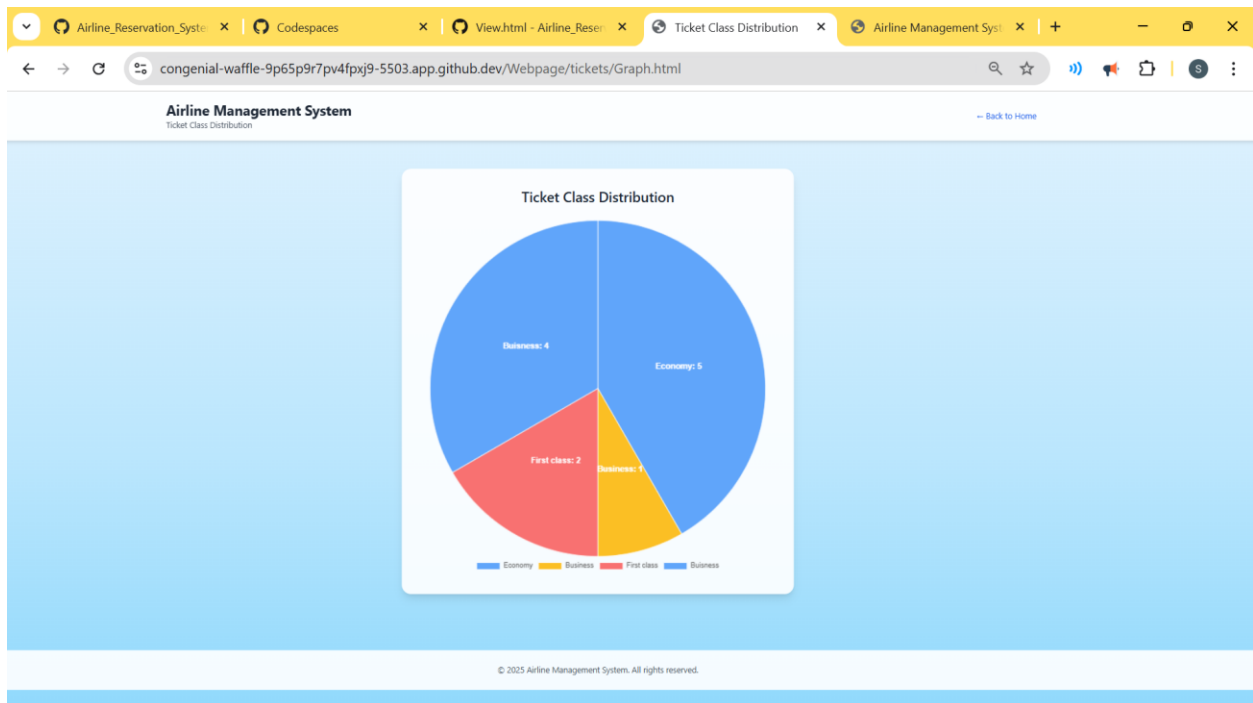 Airline_Reservation_Syste
Codespaces
View.html - Airline_Reser
Ticket Class Distribution
Airline Management Syst
congenial-waffle-9p65p9r7pv4fpxj9-5503.app.github.dev/Webpage/tickets/Graph.html
S
Airline Management System
Ticket Class Distribution
← Back to Home
Ticket Class Distribution
Buisness: 4
Economy: 5
First class: 2
Business: 1
Economy Business First class Buisness
© 2025 Airline Management System. All rights reserved.